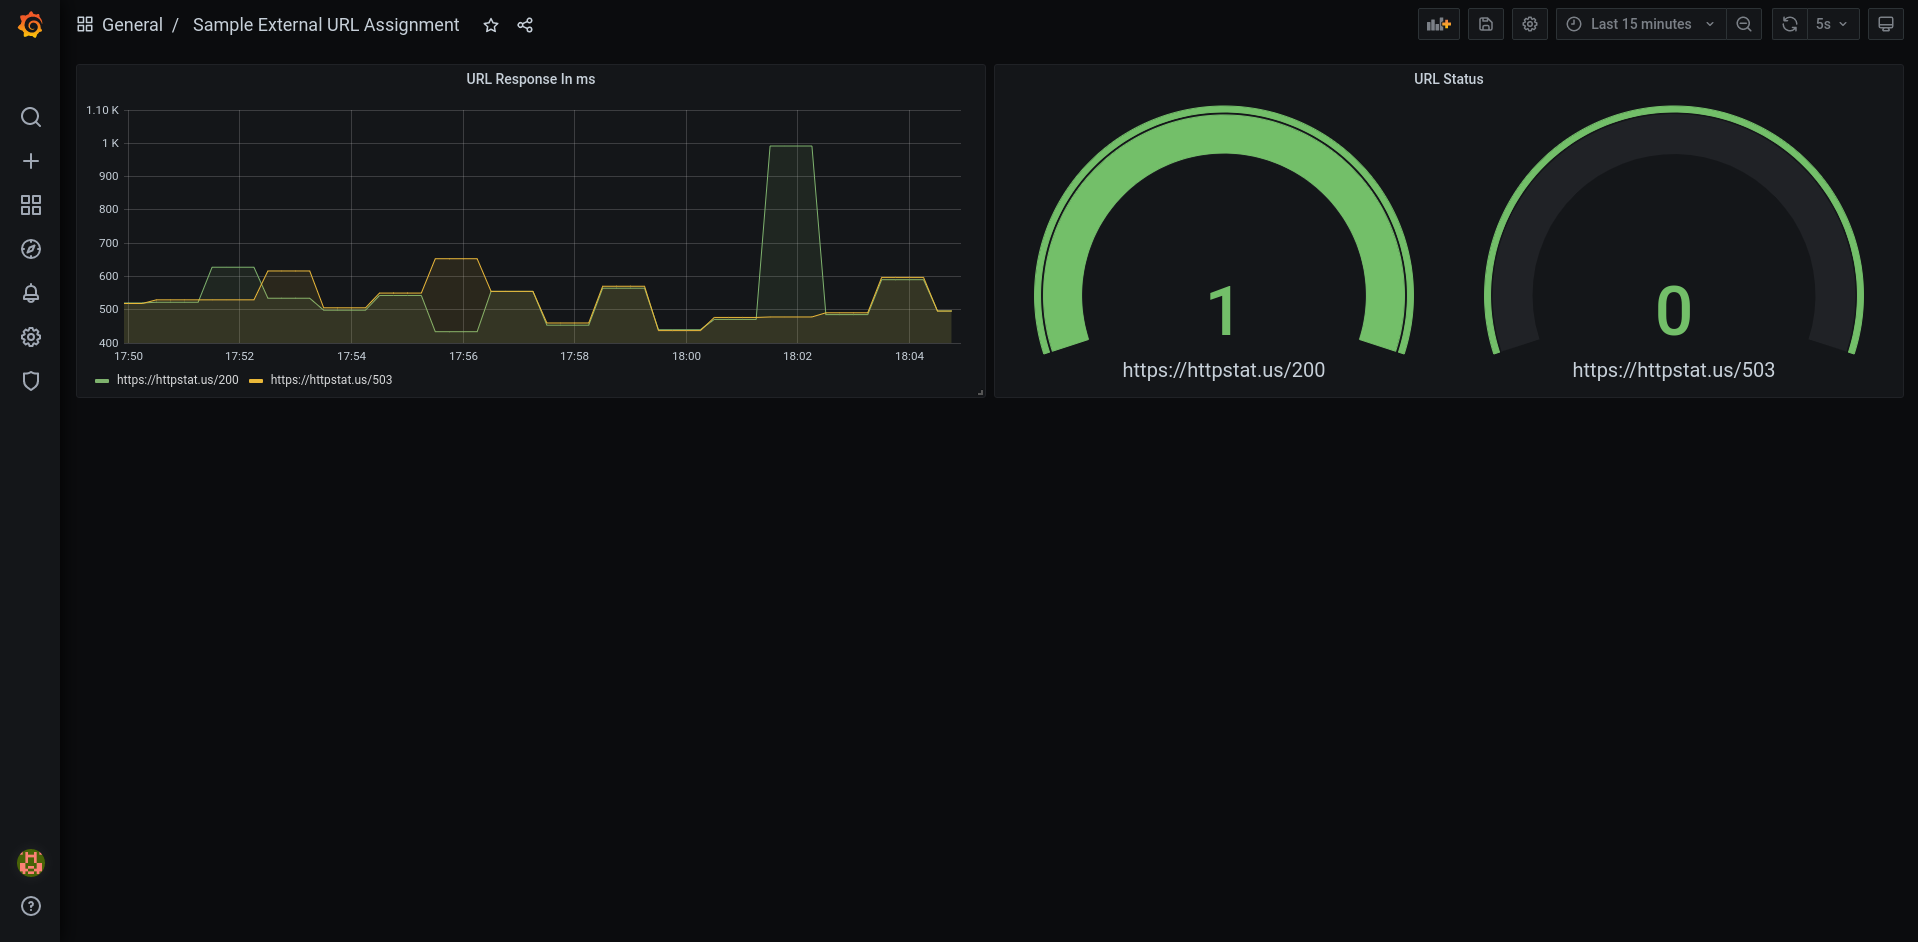 General / Sample External URL Assignment
Last 15 minutes
5s
URL Response In ms
1.10 K
1 K
900
800
700
600
500
400
17:50 17:52 17:54 17:56 17:58 18:00 18:02 18:04
https://httpstat.us/200 https://httpstat.us/503
URL Status
1
https://httpstat.us/200
0
https://httpstat.us/503